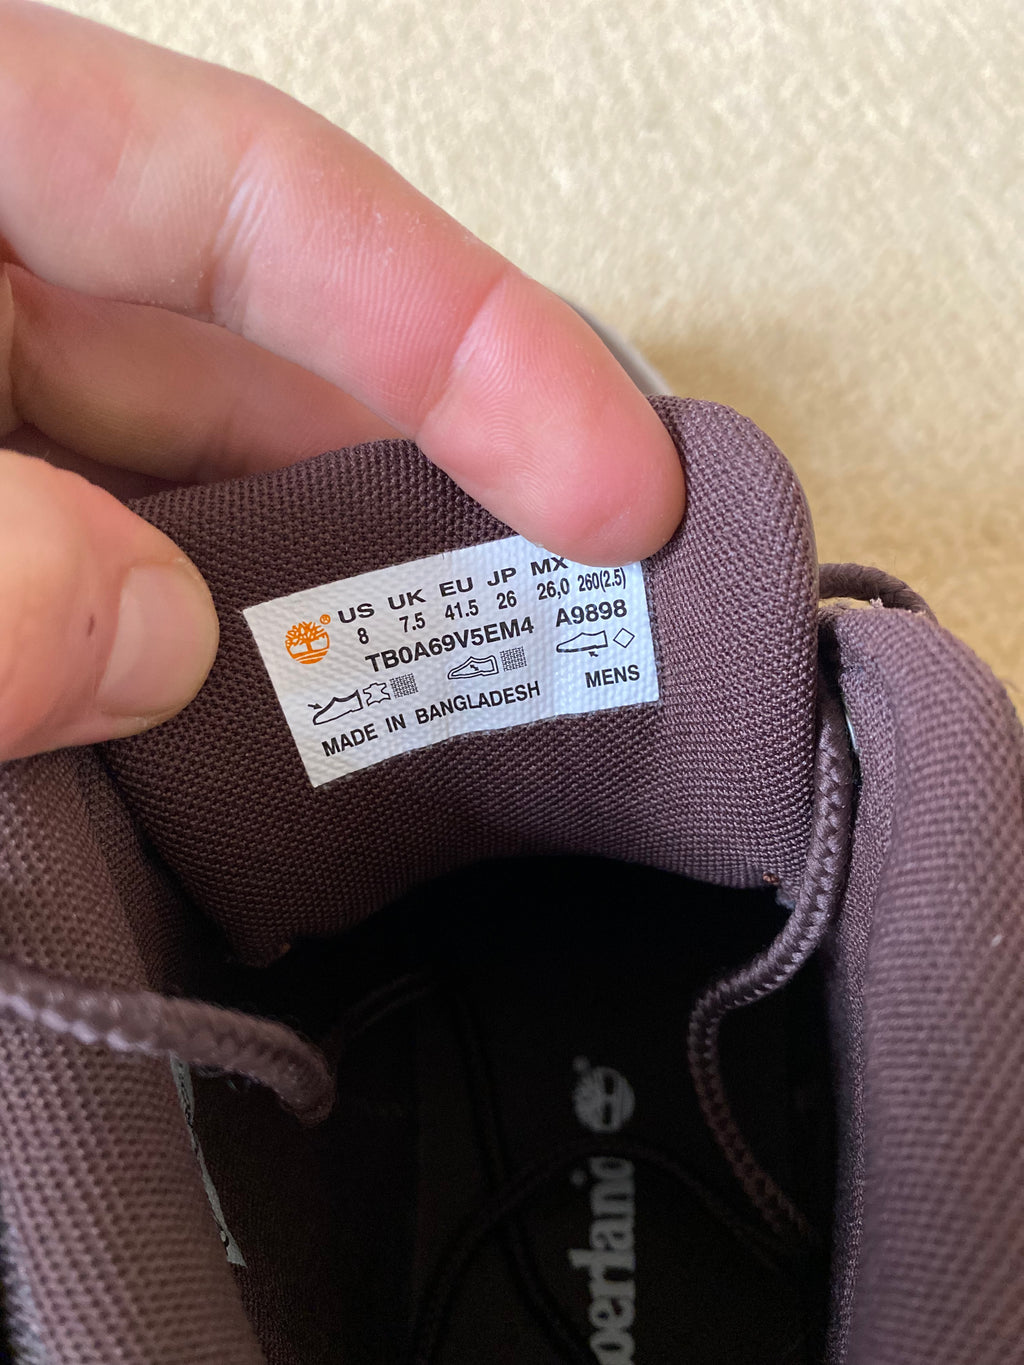 US UK EU JP MX
8 7.5 41.5 26 26,0 260(2.5)
TB0A69V5EM4 A9898
MADE IN BANGLADESH MENS
®
®